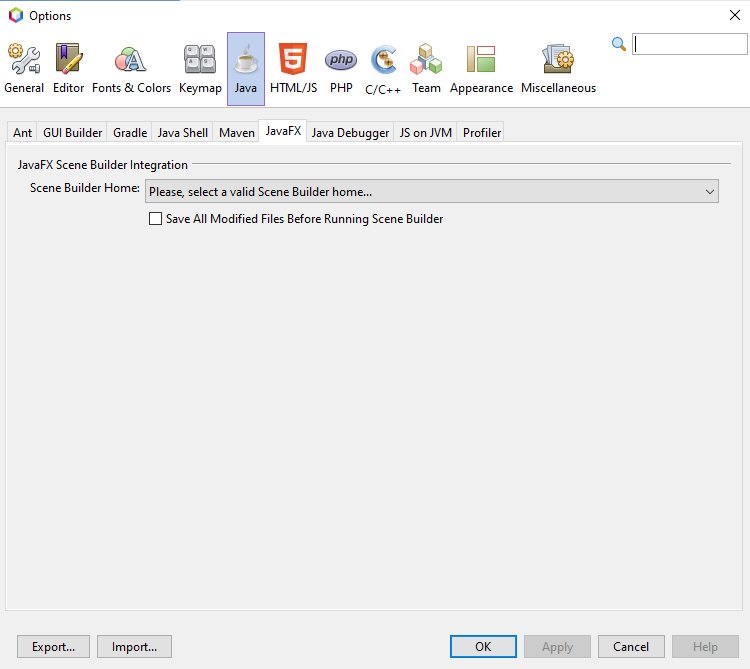 Options
General Editor Fonts & Colors Keymap Java HTML/JS PHP C/C++ Team Appearance Miscellaneous
Ant GUI Builder Gradle Java Shell Maven JavaFX Java Debugger JS on JVM Profiler
JavaFX Scene Builder Integration
Scene Builder Home: Please, select a valid Scene Builder home...
Save All Modified Files Before Running Scene Builder
Export... Import... OK Apply Cancel Help